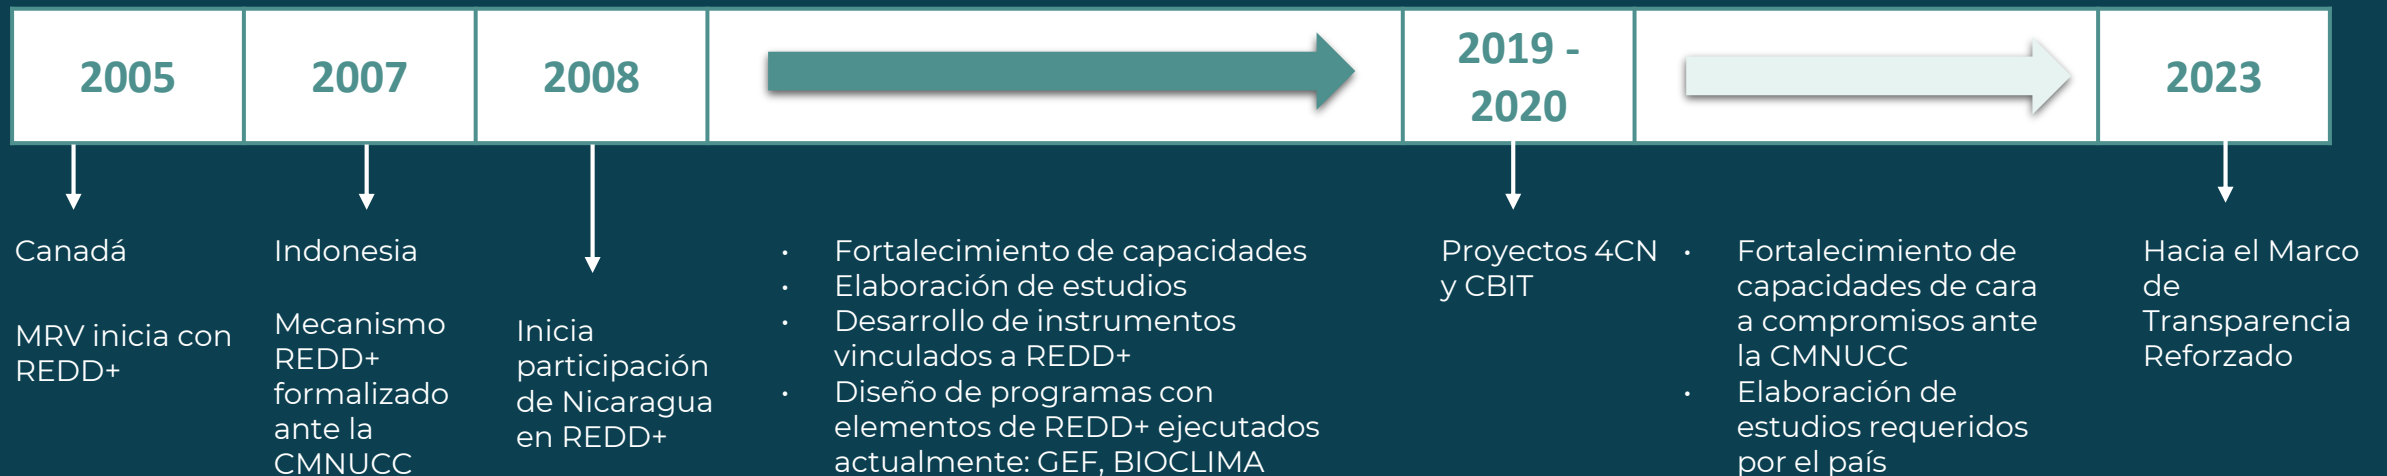 2005
2007
2008
2019 -
2020
2023
Canadá
MRV inicia con
REDD+
Indonesia
Mecanismo
REDD+
formalizado
ante la
CMNUCC
Inicia
participación
de Nicaragua
en REDD+
· Fortalecimiento de capacidades
· Elaboración de estudios
· Desarrollo de instrumentos
vinculados a REDD+
· Diseño de programas con
elementos de REDD+ ejecutados
actualmente: GEF, BIOCLIMA
Proyectos 4CN
y CBIT
· Fortalecimiento de
capacidades de cara
a compromisos ante
la CMNUCC
· Elaboración de
estudios requeridos
por el país
Hacia el Marco
de
Transparencia
Reforzado